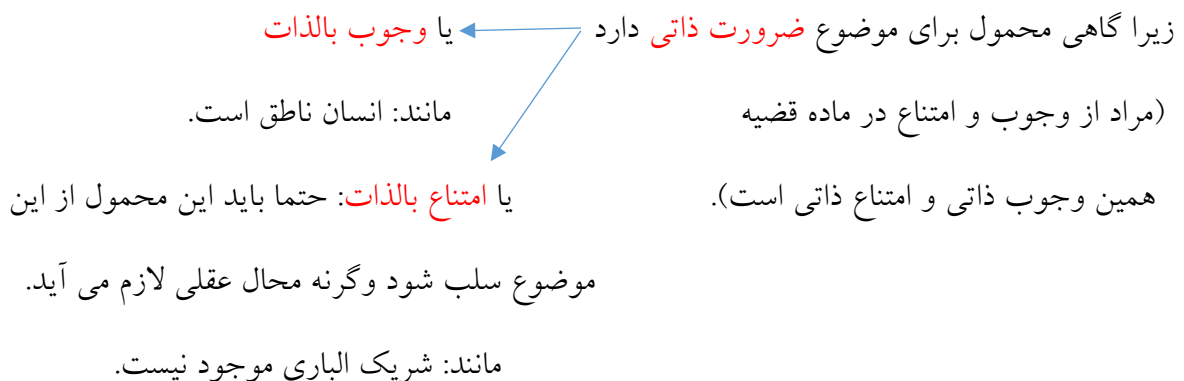 زیرا گاهی محمول برای موضوع ضرورت ذاتی دارد یا وجوب بالذات
(مراد از وجوب و امتناع در ماده قضیه مانند: انسان ناطق است.
همین وجوب ذاتی و امتناع ذاتی است). یا امتناع بالذات: حتما باید این محمول از این
موضوع سلب شود وگرنه محال عقلی لازم می آید.
مانند: شریک الباری موجود نیست.